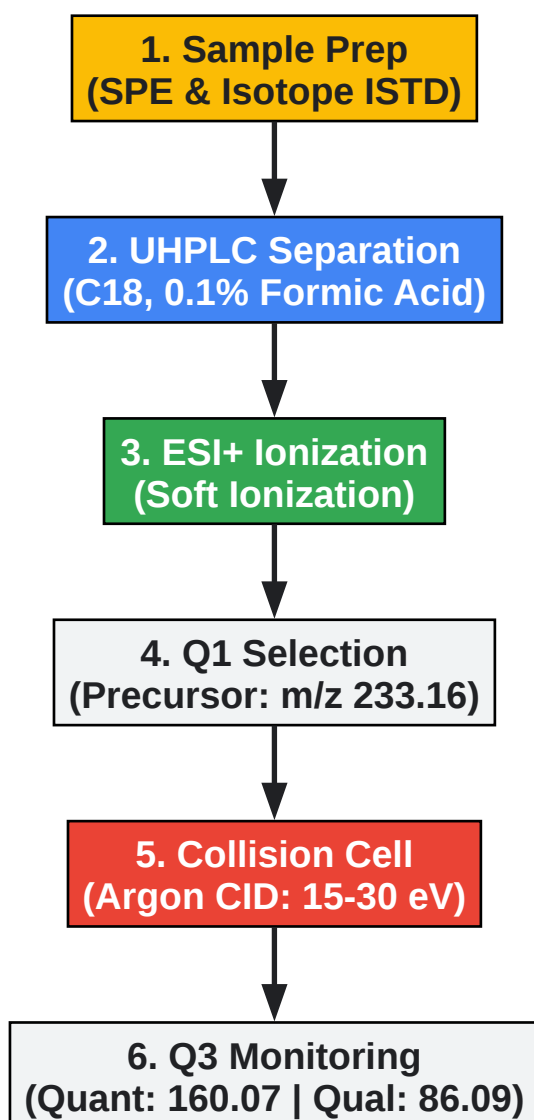 1. Sample Prep
(SPE & Isotope ISTD)
2. UHPLC Separation
(C18, 0.1% Formic Acid)
3. ESI+ Ionization
(Soft Ionization)
4. Q1 Selection
(Precursor: m/z 233.16)
5. Collision Cell
(Argon CID: 15-30 eV)
6. Q3 Monitoring
(Quant: 160.07 | Qual: 86.09)